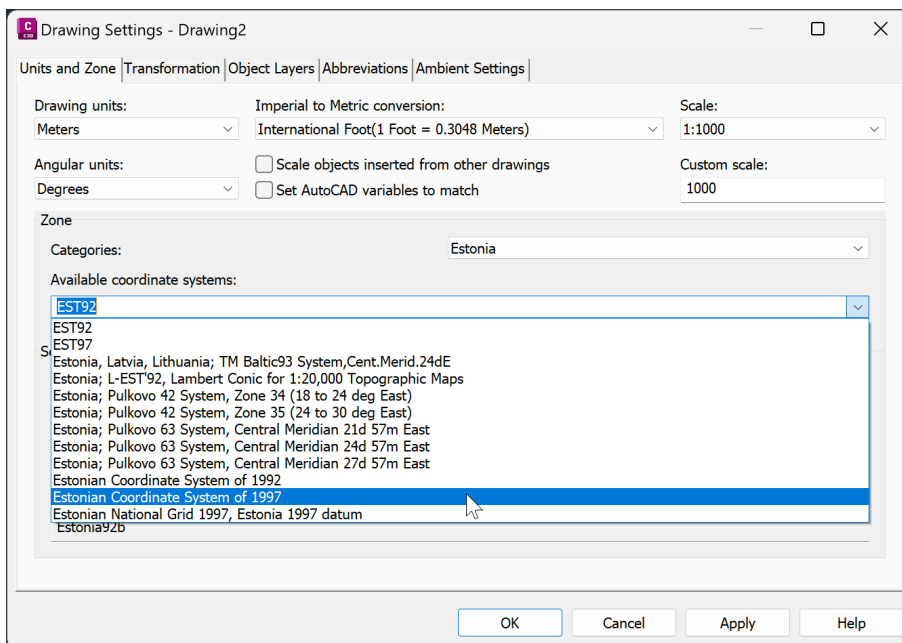 C
C3D
Drawing Settings - Drawing2
Units and Zone Transformation Object Layers Abbreviations Ambient Settings
Drawing units: Imperial to Metric conversion: Scale:
Meters International Foot(1 Foot = 0.3048 Meters) 1:1000
Angular units: Scale objects inserted from other drawings Custom scale:
Degrees Set AutoCAD variables to match 1000
Zone
Categories: Estonia
Available coordinate systems:
EST92
EST92
EST97
Estonia, Latvia, Lithuania; TM Baltic93 System,Cent.Merid.24dE
Estonia; L-EST'92, Lambert Conic for 1:20,000 Topographic Maps
Estonia; Pulkovo 42 System, Zone 34 (18 to 24 deg East)
Estonia; Pulkovo 42 System, Zone 35 (24 to 30 deg East)
Estonia; Pulkovo 63 System, Central Meridian 21d 57m East
Estonia; Pulkovo 63 System, Central Meridian 24d 57m East
Estonia; Pulkovo 63 System, Central Meridian 27d 57m East
Estonian Coordinate System of 1992
Estonian Coordinate System of 1997
Estonian National Grid 1997, Estonia 1997 datum
Estonia92b
OK Cancel Apply Help